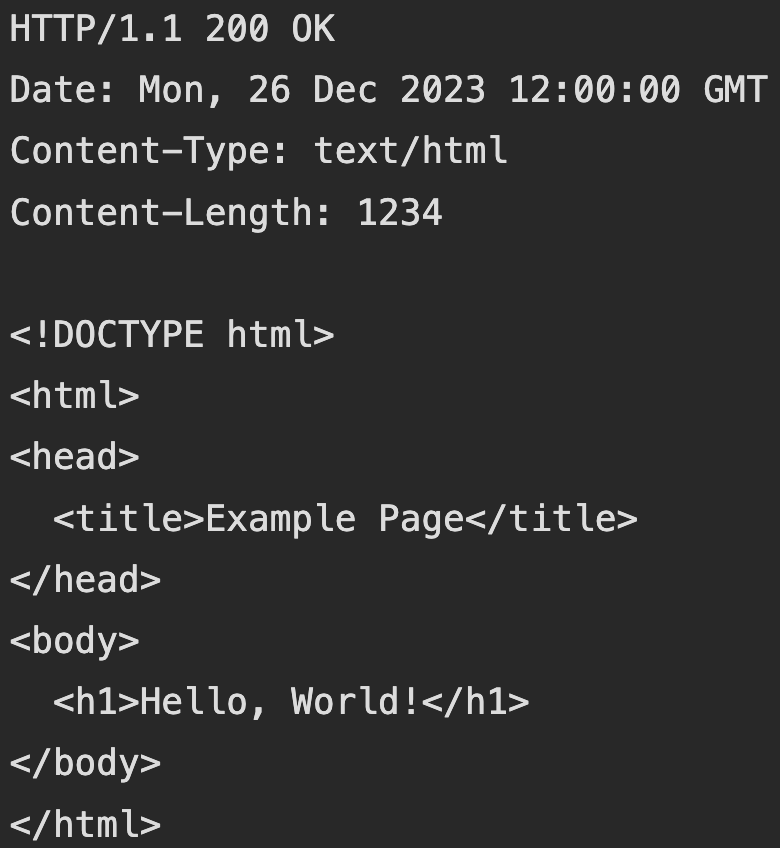 HTTP/1.1 200 OK
Date: Mon, 26 Dec 2023 12:00:00 GMT
Content-Type: text/html
Content-Length: 1234

<!DOCTYPE html>
<html>
<head>
  <title>Example Page</title>
</head>
<body>
  <h1>Hello, World!</h1>
</body>
</html>